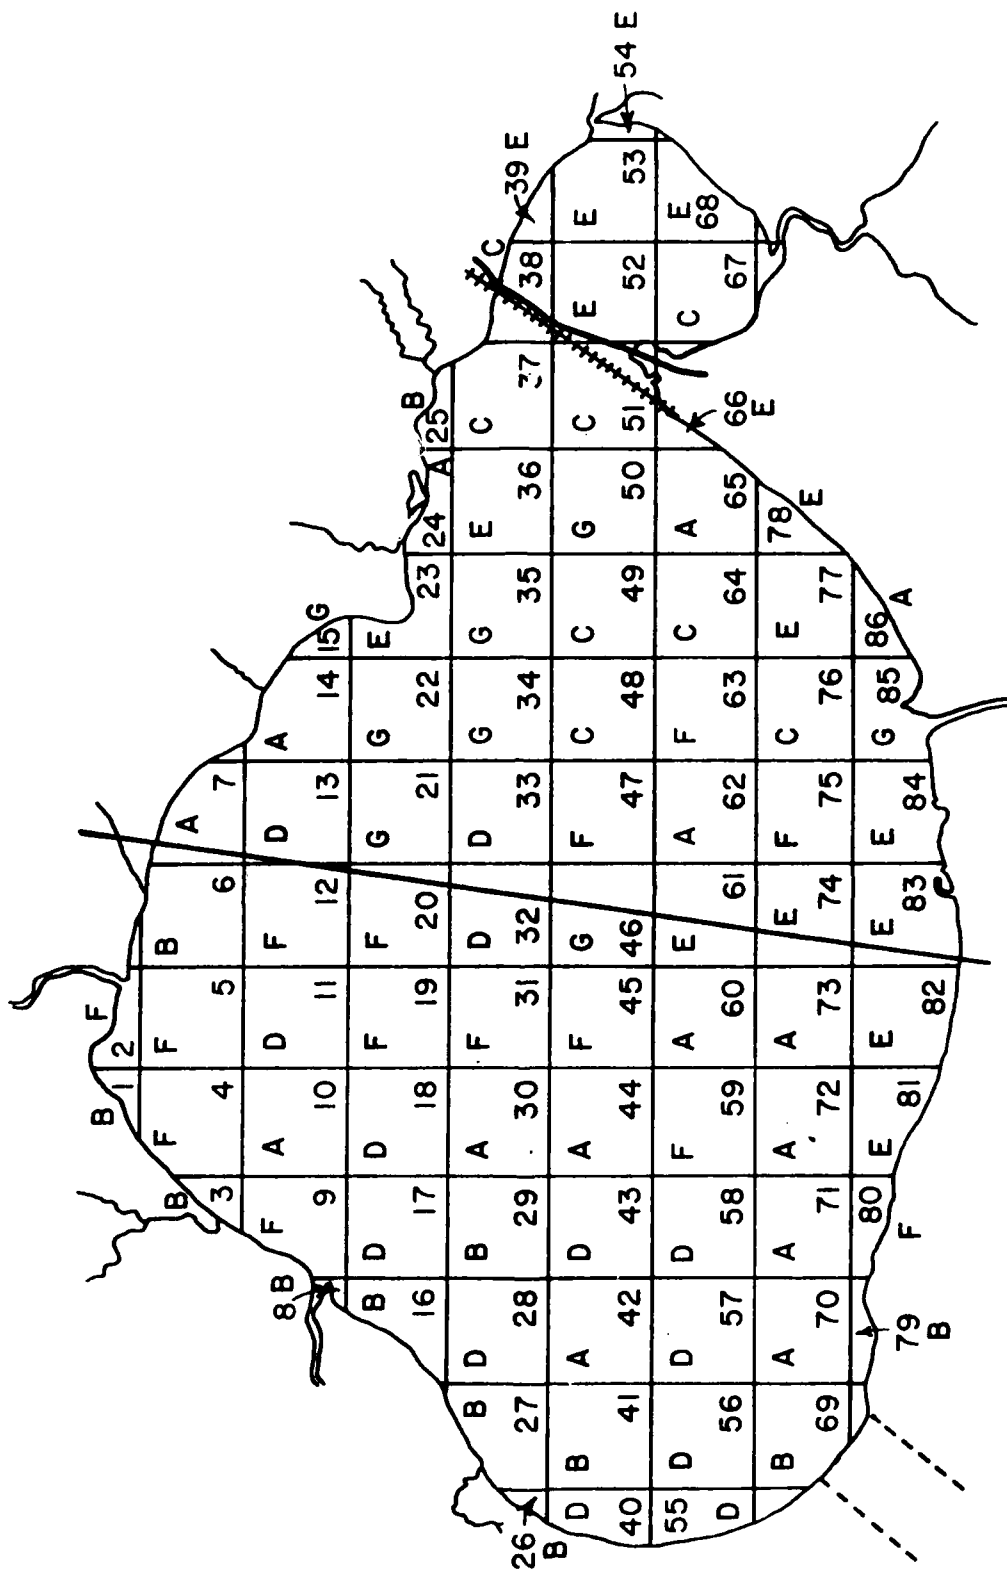 B 1 2 F
B 3 F 4 F 5 B 6 A 7
8 B F 9 A 10 D 11 F 12 D 13 A 14 15 G
B 16 D 17 D 18 F 19 F 20 G 21 G 22 E 23 24 A 25 B
26 B B 27 D 28 B 29 A 30 F 31 D 32 D 33 G 34 G 35 E 36 C 37 C 38 39 E
D 40 B 41 A 42 D 43 A 44 F 45 G 46 F 47 C 48 C 49 G 50 C 51 E 52 E 53 54 E
55 D D 56 D 57 D 58 F 59 A 60 E 61 A 62 F 63 C 64 A 65 66 E C 67 E 68
B 69 A 70 A 71 A 72 A 73 E 74 F 75 C 76 E 77 78 E
79 B 80 F E 81 E 82 E 83 E 84 G 85 86 A